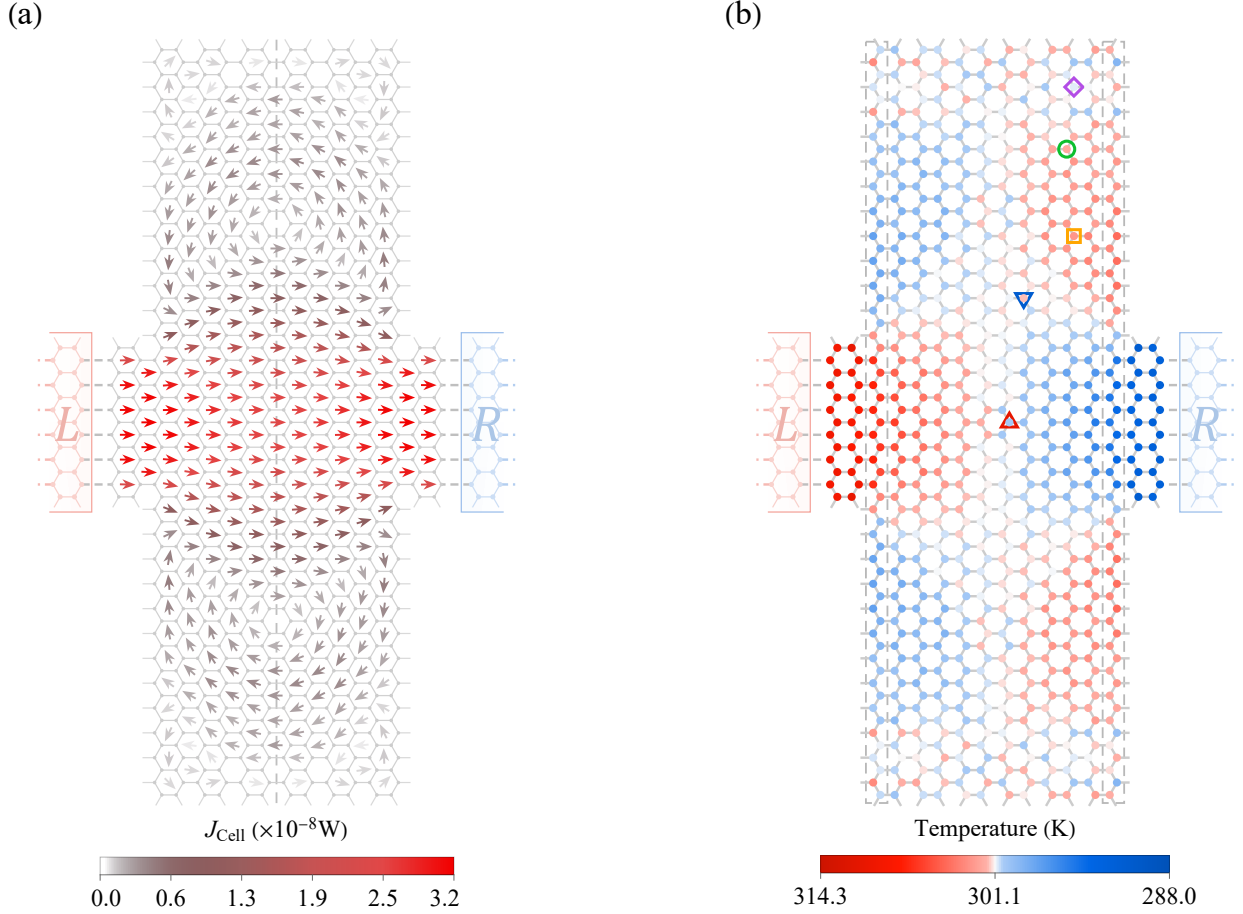 (a)
(b)
L
R
L
R
J_Cell (×10⁻⁸W)
0.0 0.6 1.3 1.9 2.5 3.2
Temperature (K)
314.3 301.1 288.0